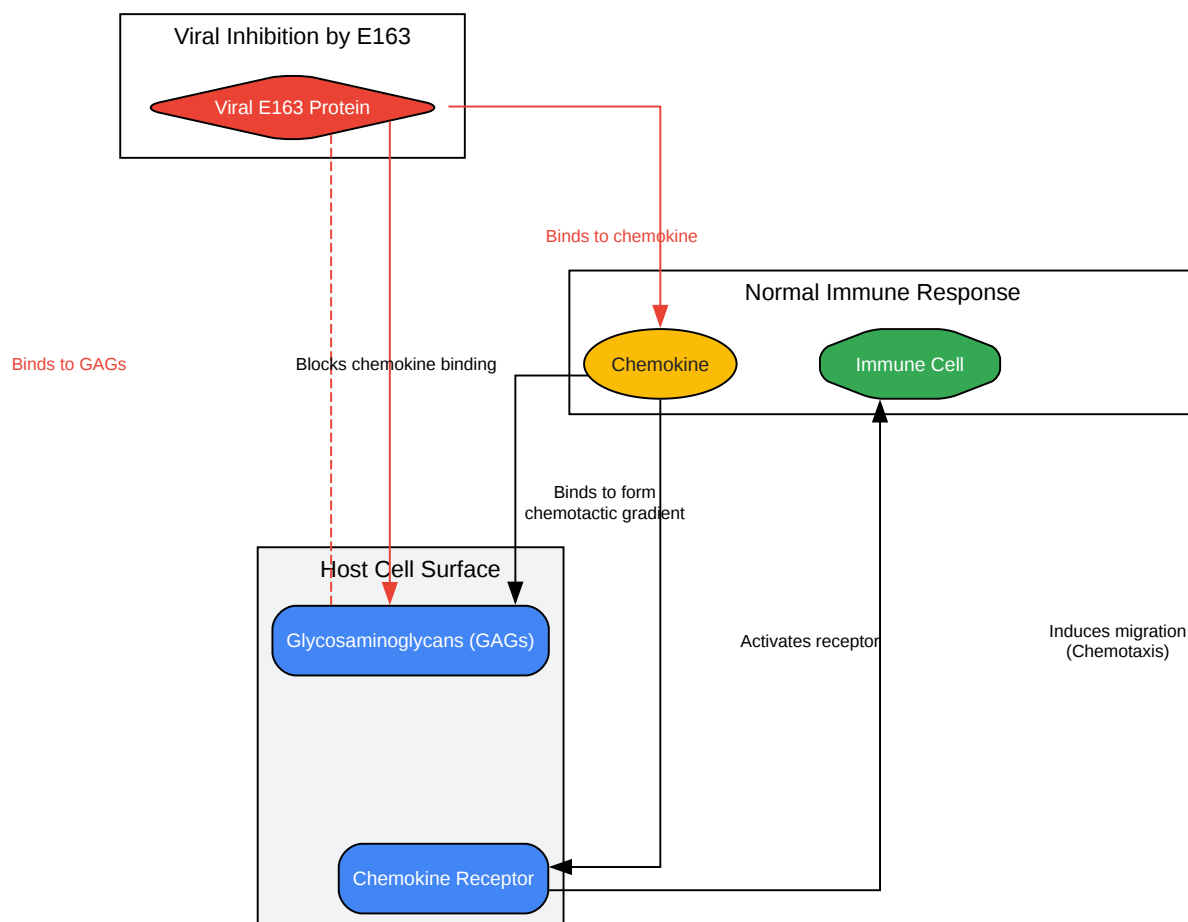 Viral Inhibition by E163
Viral E163 Protein
Binds to chemokine
Normal Immune Response
Binds to GAGs
Blocks chemokine binding
Chemokine
Immune Cell
Binds to form
chemotactic gradient
Host Cell Surface
Glycosaminoglycans (GAGs)
Activates receptor
Induces migration
(Chemotaxis)
Chemokine Receptor